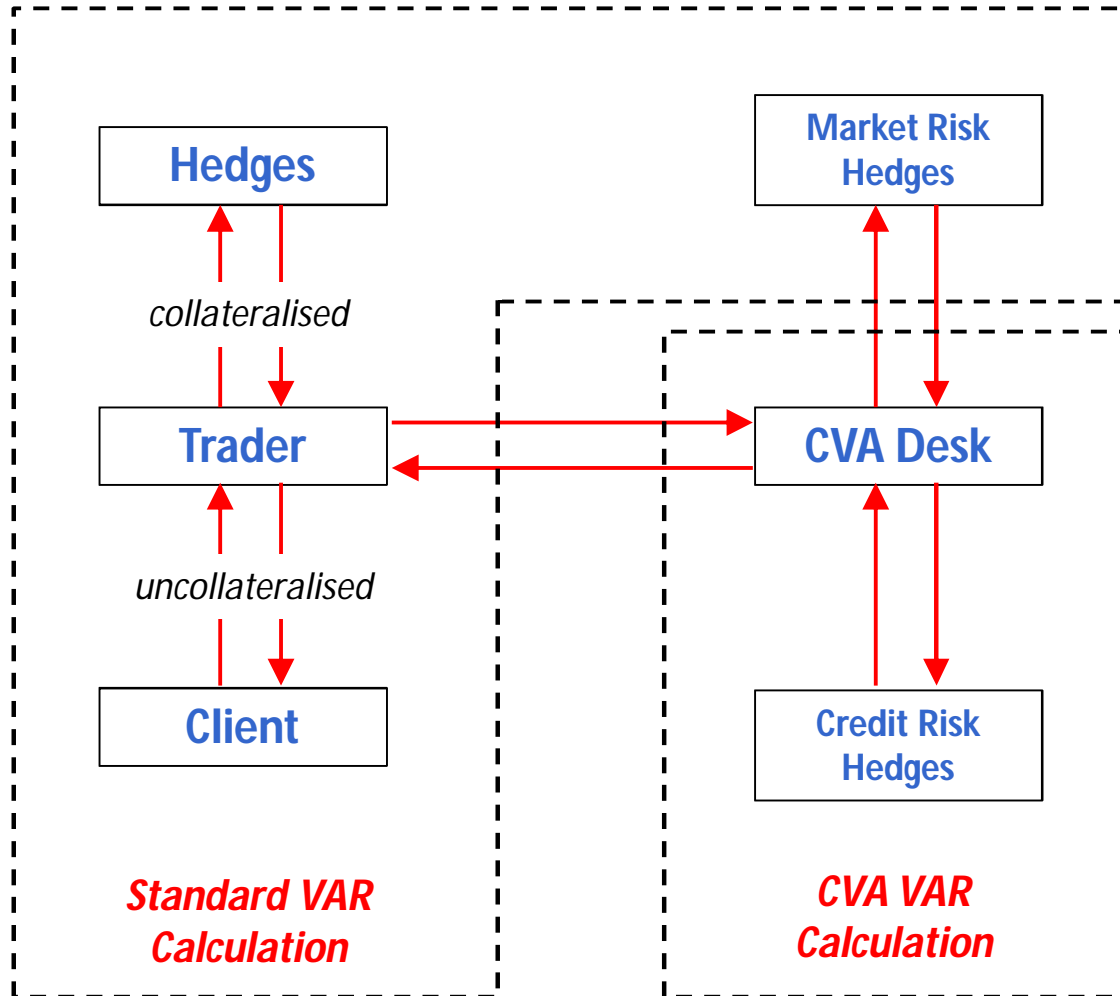 Hedges
Market Risk
Hedges
collateralised
Trader
CVA Desk
uncollateralised
Client
Credit Risk
Hedges
Standard VAR
Calculation
CVA VAR
Calculation